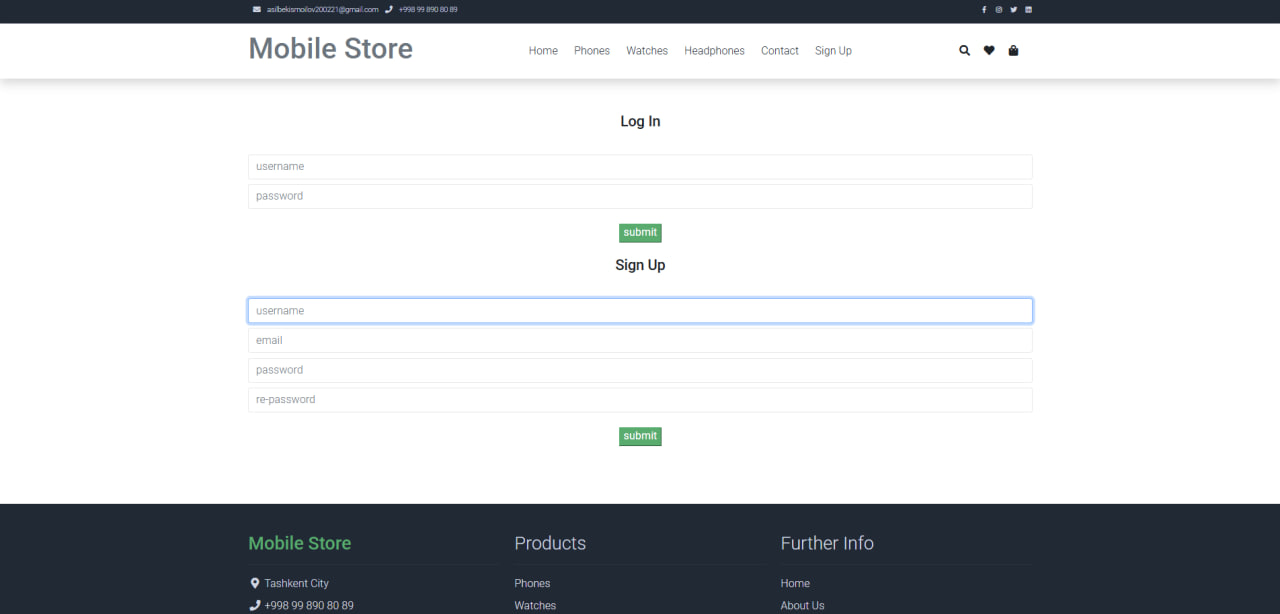 asilbekismoilov200221@gmail.com +998 99 890 80 89
Mobile Store Home Phones Watches Headphones Contact Sign Up
Log In
username
password
submit
Sign Up
username
email
password
re-password
submit
Mobile Store Products Further Info
Tashkent City Phones Home
+998 99 890 80 89 Watches About Us